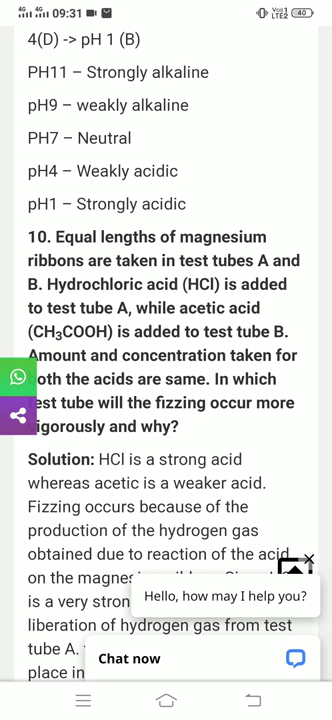 4G 4G 09:31 Vo) 1 LTE2 40
4(D) -> pH 1 (B)
PH11 – Strongly alkaline
pH9 – weakly alkaline
PH7 – Neutral
pH4 – Weakly acidic
pH1 – Strongly acidic
10. Equal lengths of magnesium
ribbons are taken in test tubes A and
B. Hydrochloric acid (HCl) is added
to test tube A, while acetic acid
(CH₃COOH) is added to test tube B.
Amount and concentration taken for
both the acids are same. In which
test tube will the fizzing occur more
vigorously and why?
Solution: HCl is a strong acid
whereas acetic is a weaker acid.
Fizzing occurs because of the
production of the hydrogen gas
obtained due to reaction of the acid
on the
is a very
Hello, how may I help you?
liberation of hydrogen gas from test
tube A.
Chat now
place in